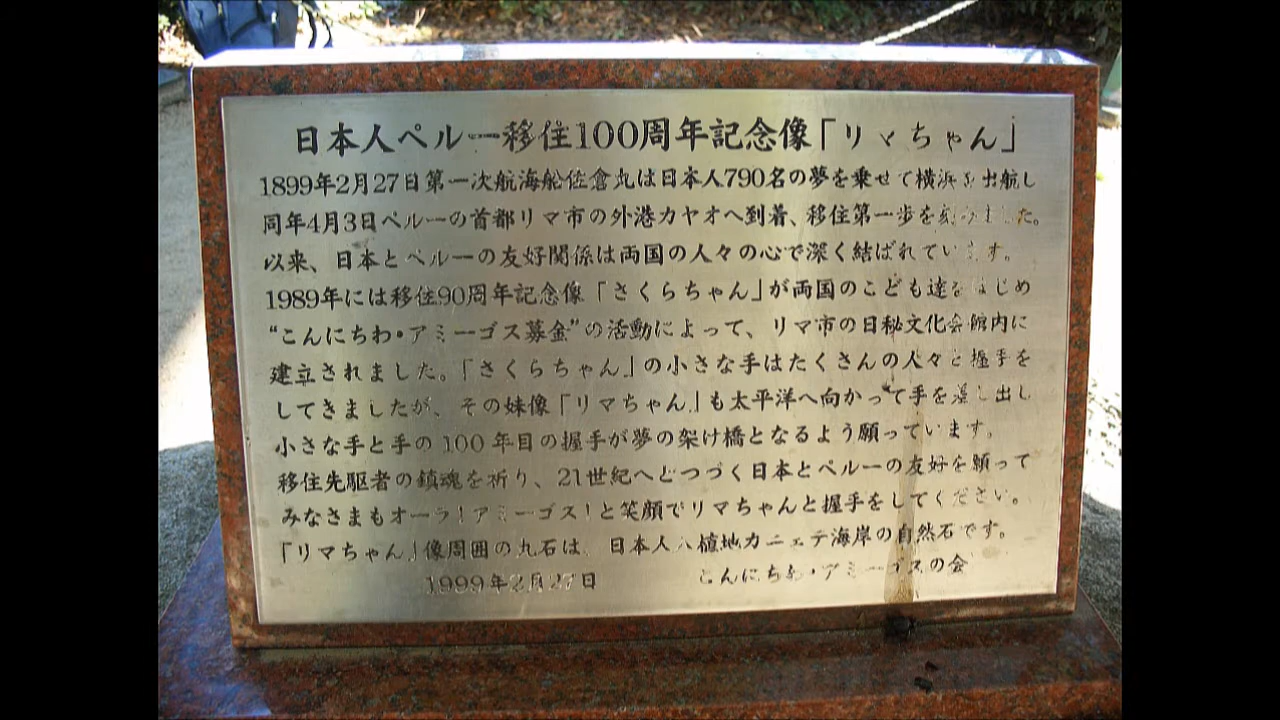 日本人ペルー移住100周年記念像「リマちゃん」
1899年2月27日第一次航海船佐倉丸は日本人790名の夢を乗せて横浜を出航し
同年4月3日ペルーの首都リマ市の外港カヤオへ到着、移住第一歩を刻みました。
以来、日本とペルーの友好関係は両国の人々の心で深く結ばれています。
1989年には移住90周年記念像「さくらちゃん」が両国のこども達をはじめ
“こんにちわ・アミーゴス募金”の活動によって、リマ市の日秘文化会館内に
建立されました。「さくらちゃん」の小さな手はたくさんの人々と握手を
してきましたが、その妹像「リマちゃん」も太平洋へ向かって手を差し出し
小さな手と手の100年目の握手が夢の架け橋となるよう願っています。
移住先駆者の鎮魂を祈り、21世紀へとつづく日本とペルーの友好を願って
みなさまもオーラ!アミーゴス!と笑顔でリマちゃんと握手をしてください。
「リマちゃん」像周囲の丸石は、日本人入植地カニェテ海岸の自然石です。
1999年2月27日 こんにちわ・アミーゴスの会